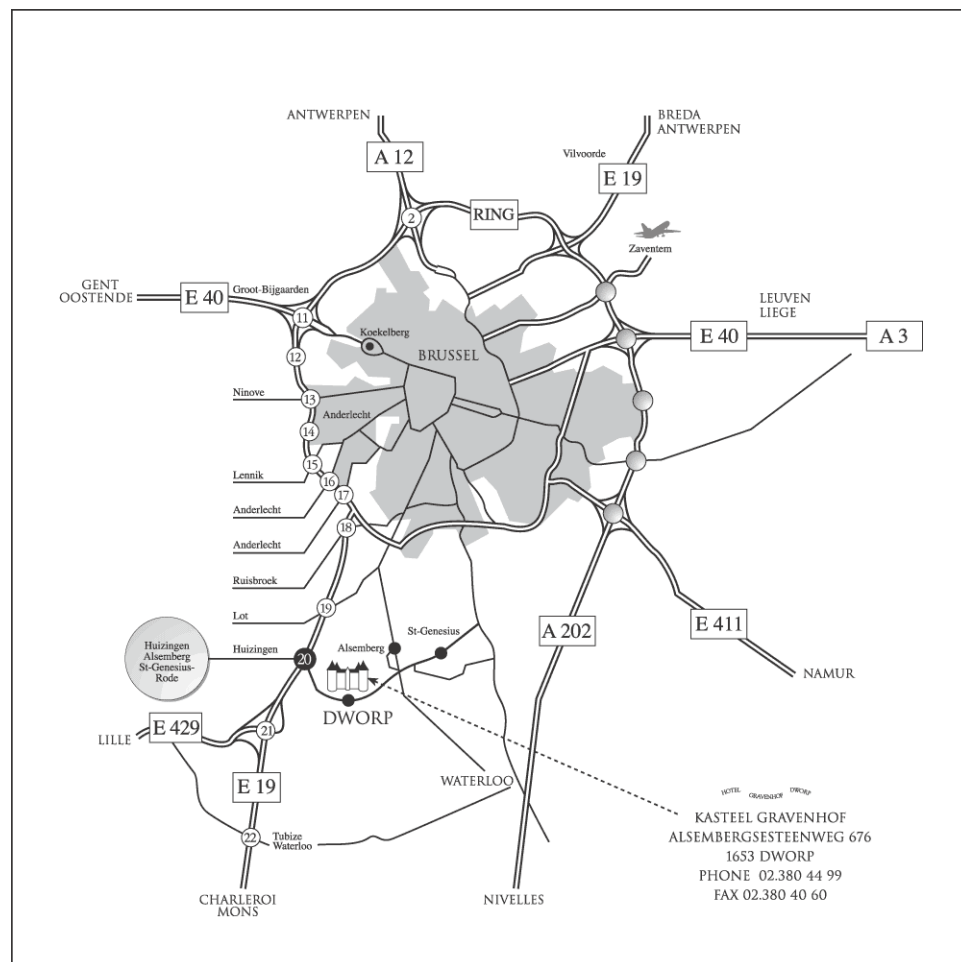 ANTWERPEN
BREDA
ANTWERPEN
A 12
Vilvoorde
E 19
2
RING
Zaventem
GENT
OOSTENDE
E 40
Groot-Bijgaarden
11
LEUVEN
LIEGE
E 40
A 3
Koekelberg
BRUSSEL
12
Ninove
13
Anderlecht
14
15
Lennik
16
17
Anderlecht
18
Anderlecht
Ruisbroek
19
Lot
A 202
E 411
Huizingen
Alsemberg
St-Genesius-
Rode
Huizingen
20
Alsemberg
St-Genesius
NAMUR
DWORP
LILLE
E 429
21
E 19
WATERLOO
22
Tubize
Waterloo
HOTEL GRAVENHOF DWORP
KASTEEL GRAVENHOF
ALSEMBERGSESTEENWEG 676
1653 DWORP
PHONE 02.380 44 99
FAX 02.380 40 60
CHARLEROI
MONS
NIVELLES